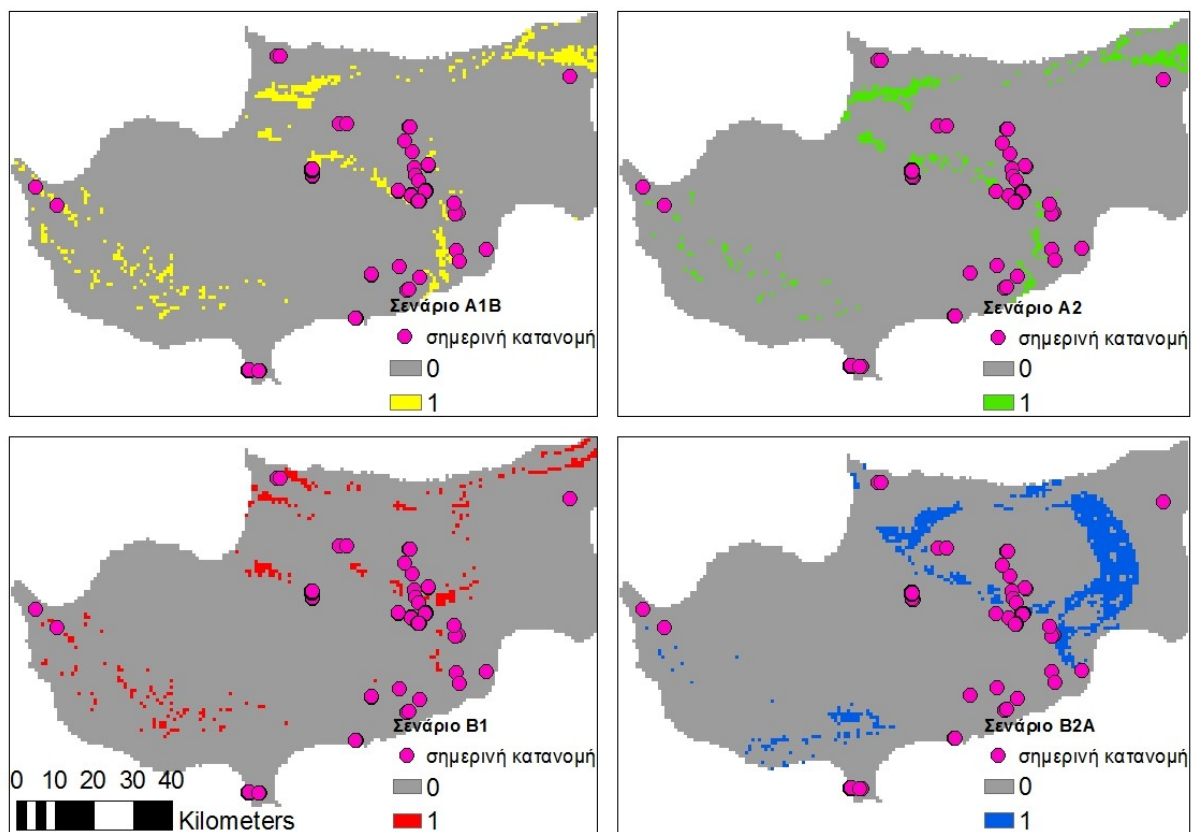 Σενάριο A1B
σημερινή κατανομή
0
1
Σενάριο A2
σημερινή κατανομή
0
1
Σενάριο B1
σημερινή κατανομή
0
1
0 10 20 30 40
Kilometers
Σενάριο B2A
σημερινή κατανομή
0
1